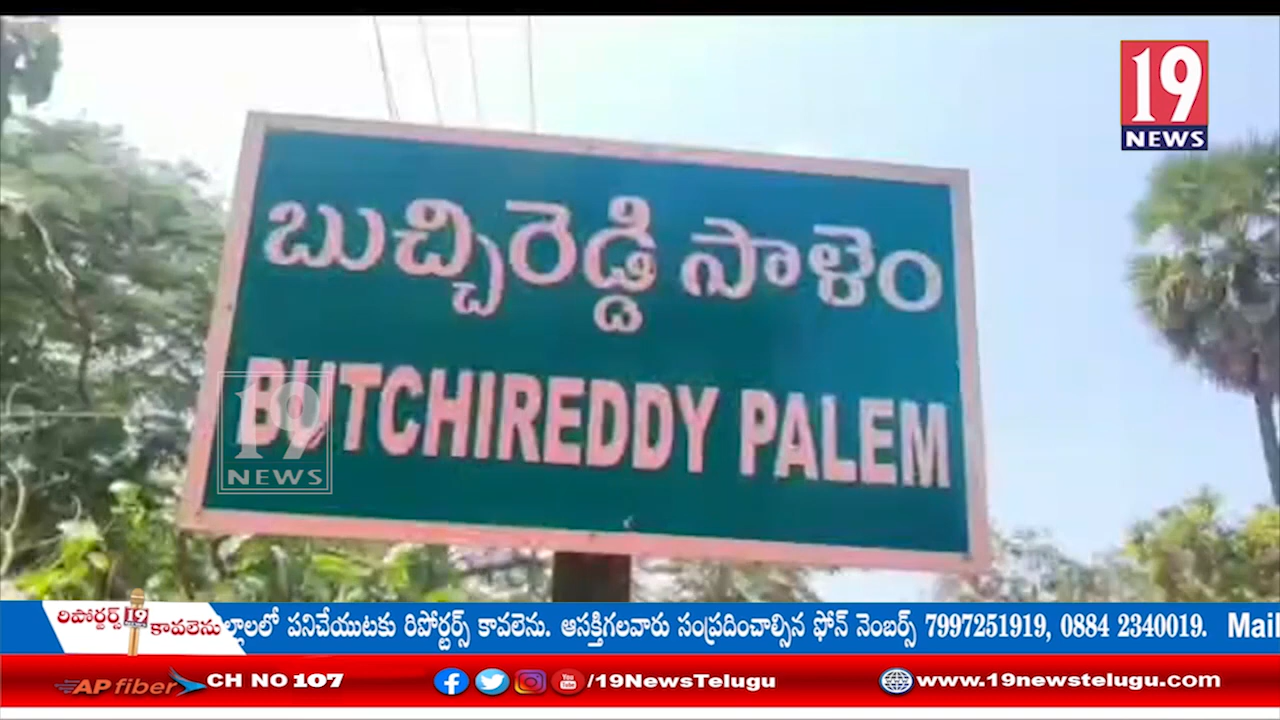 19
NEWS
బుచ్చిరెడ్డి సాళెం
BUTCHIREDDY PALEM
19
NEWS
రిపోర్టర్స్ 19 కావలెను
ల్లాలలో పనిచేయుటకు రిపోర్టర్స్ కావలెను. ఆసక్తిగలవారు సంప్రదించాల్సిన ఫోన్ నెంబర్స్ 7997251919, 0884 2340019. Mail
AP fiber CH NO 107 /19NewsTelugu www.19newstelugu.com